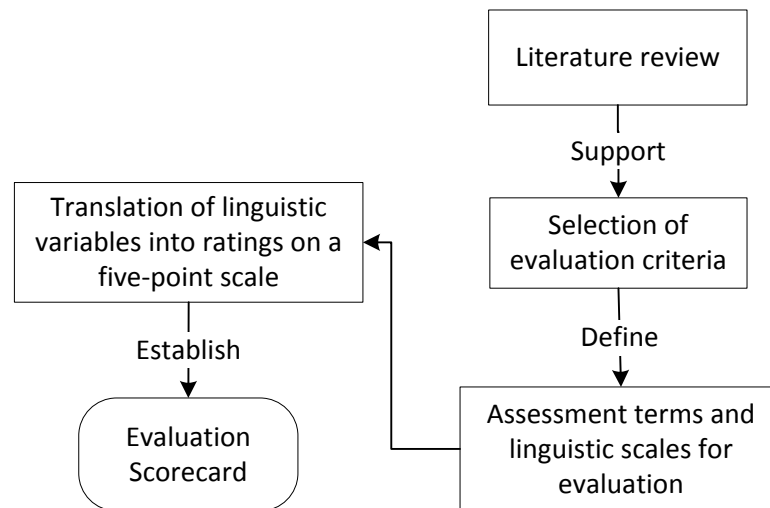 Literature review
Support
Selection of
evaluation criteria
Define
Assessment terms and
linguistic scales for
evaluation
Translation of linguistic
variables into ratings on a
five-point scale
Establish
Evaluation
Scorecard